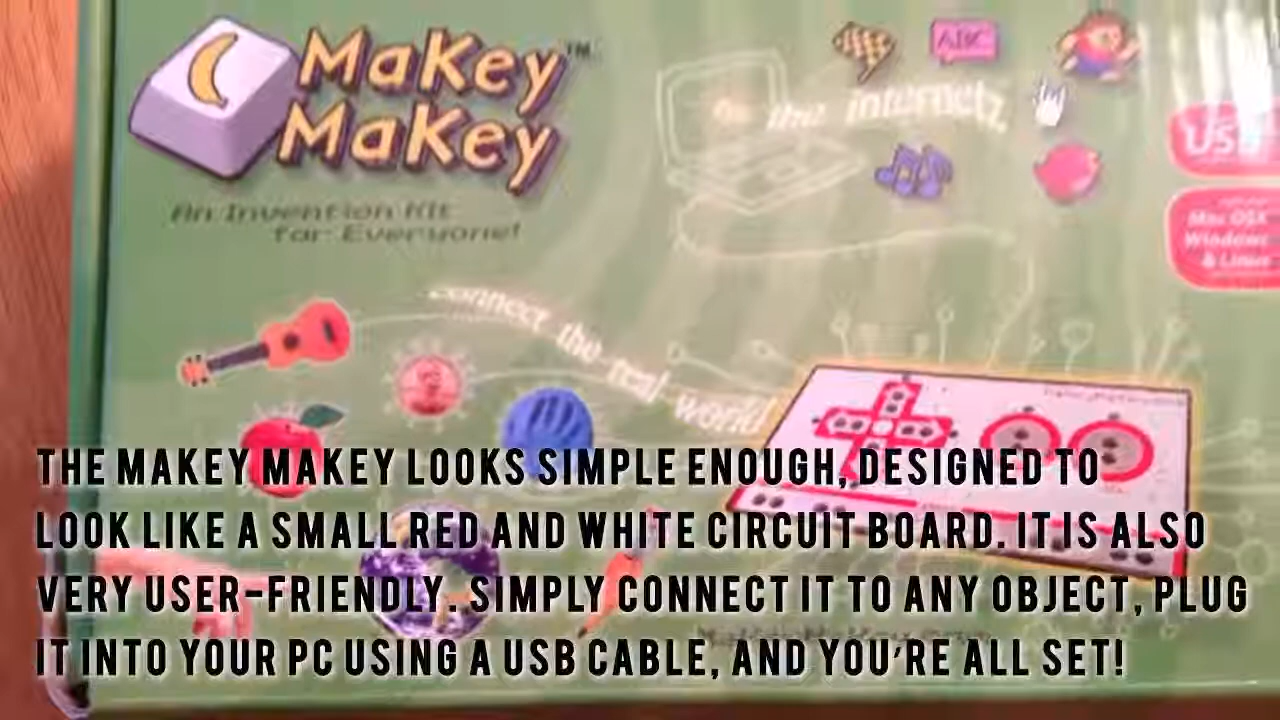 MaKey™
MaKey
An Invention Kit
for Everyone!
ABC
to the internetz
USB
Mac OSX
Windows
& Linux
connect the real world
THE MAKEY MAKEY LOOKS SIMPLE ENOUGH, DESIGNED TO
LOOK LIKE A SMALL RED AND WHITE CIRCUIT BOARD. IT IS ALSO
VERY USER-FRIENDLY. SIMPLY CONNECT IT TO ANY OBJECT, PLUG
IT INTO YOUR PC USING A USB CABLE, AND YOU'RE ALL SET!